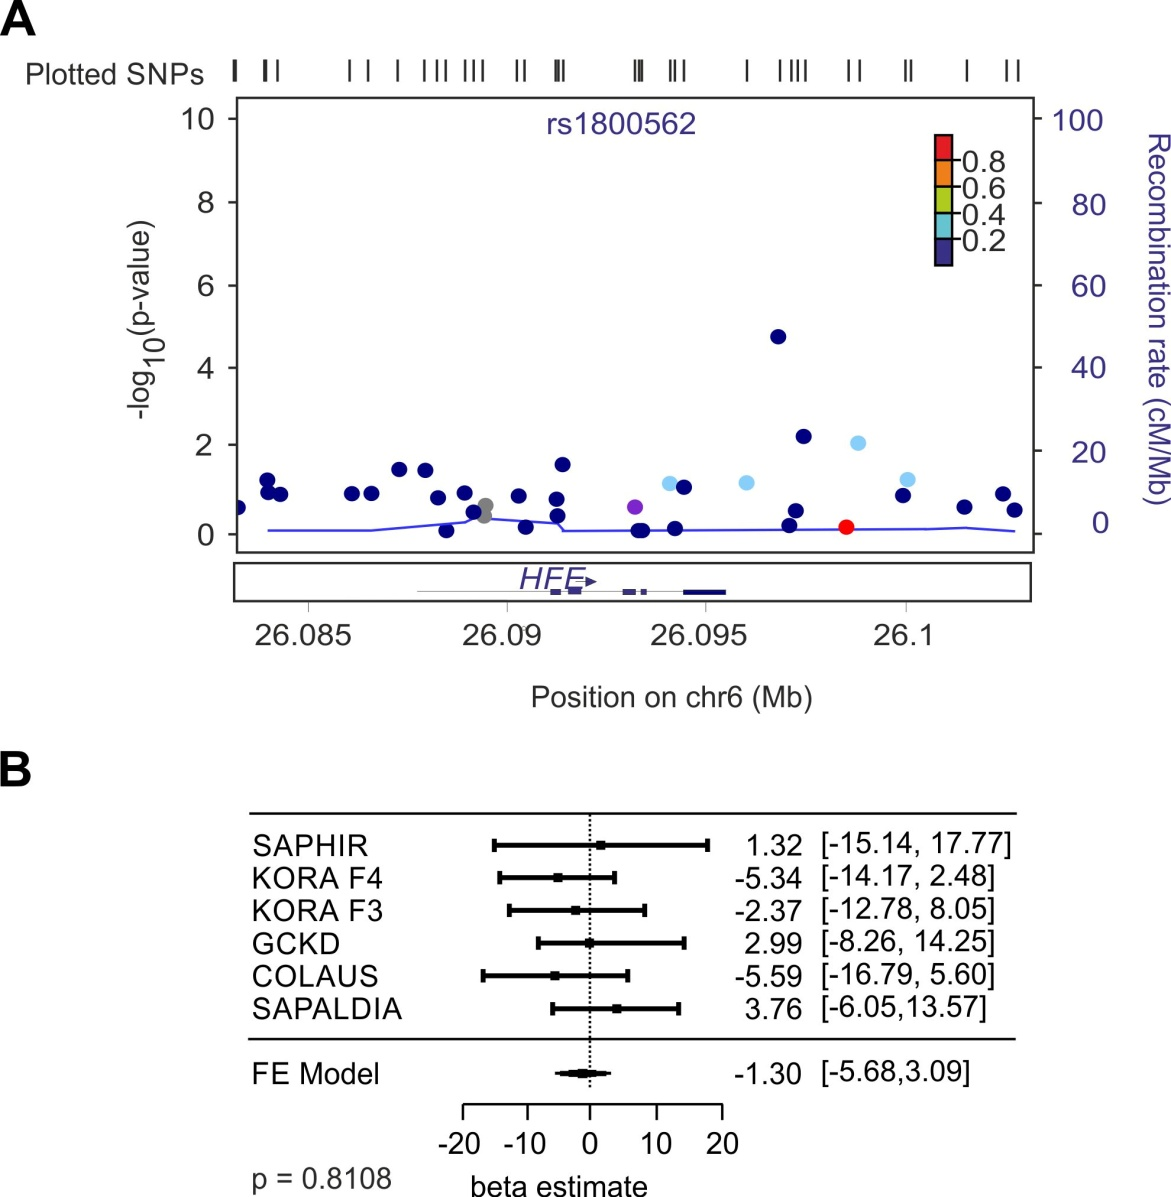 A
Plotted SNPs
rs1800562
10
8
6
4
2
0
-log10(p-value)
100
80
60
40
20
0
Recombination rate (cM/Mb)
0.8
0.6
0.4
0.2
HFE
26.085 26.09 26.095 26.1
Position on chr6 (Mb)
B
SAPHIR 1.32 [-15.14, 17.77]
KORA F4 -5.34 [-14.17, 2.48]
KORA F3 -2.37 [-12.78, 8.05]
GCKD 2.99 [-8.26, 14.25]
COLAUS -5.59 [-16.79, 5.60]
SAPALDIA 3.76 [-6.05,13.57]
FE Model -1.30 [-5.68,3.09]
-20 -10 0 10 20
p = 0.8108
beta estimate